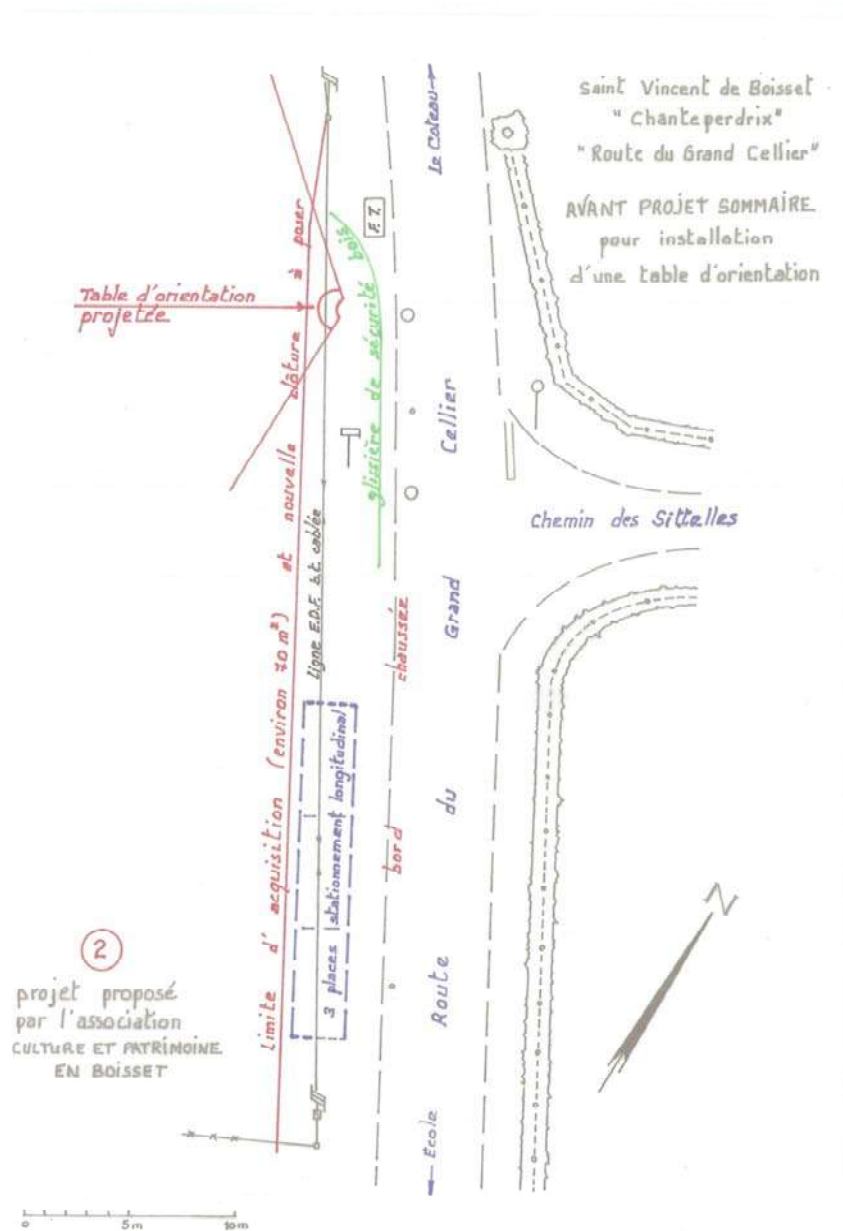 Saint Vincent de Boisset
" Chanteperdrix"
"Route du Grand Cellier"
AVANT PROJET SOMMAIRE
pour installation
d'une table d'orientation
Le Coteau
F.T.
Table d'orientation
projetée
Limite d'acquisition (environ 70 m²) et nouvelle clôture à poser
glissière de sécurité bois
ligne E.D.F. b.t. cablée
bord chaussée
Route du Grand Cellier
Chemin des Sittelles
3 places stationnement longitudinal
N
2
projet proposé
par l'association
CULTURE ET PATRIMOINE
EN BOISSET
Ecole
0 5m 10m